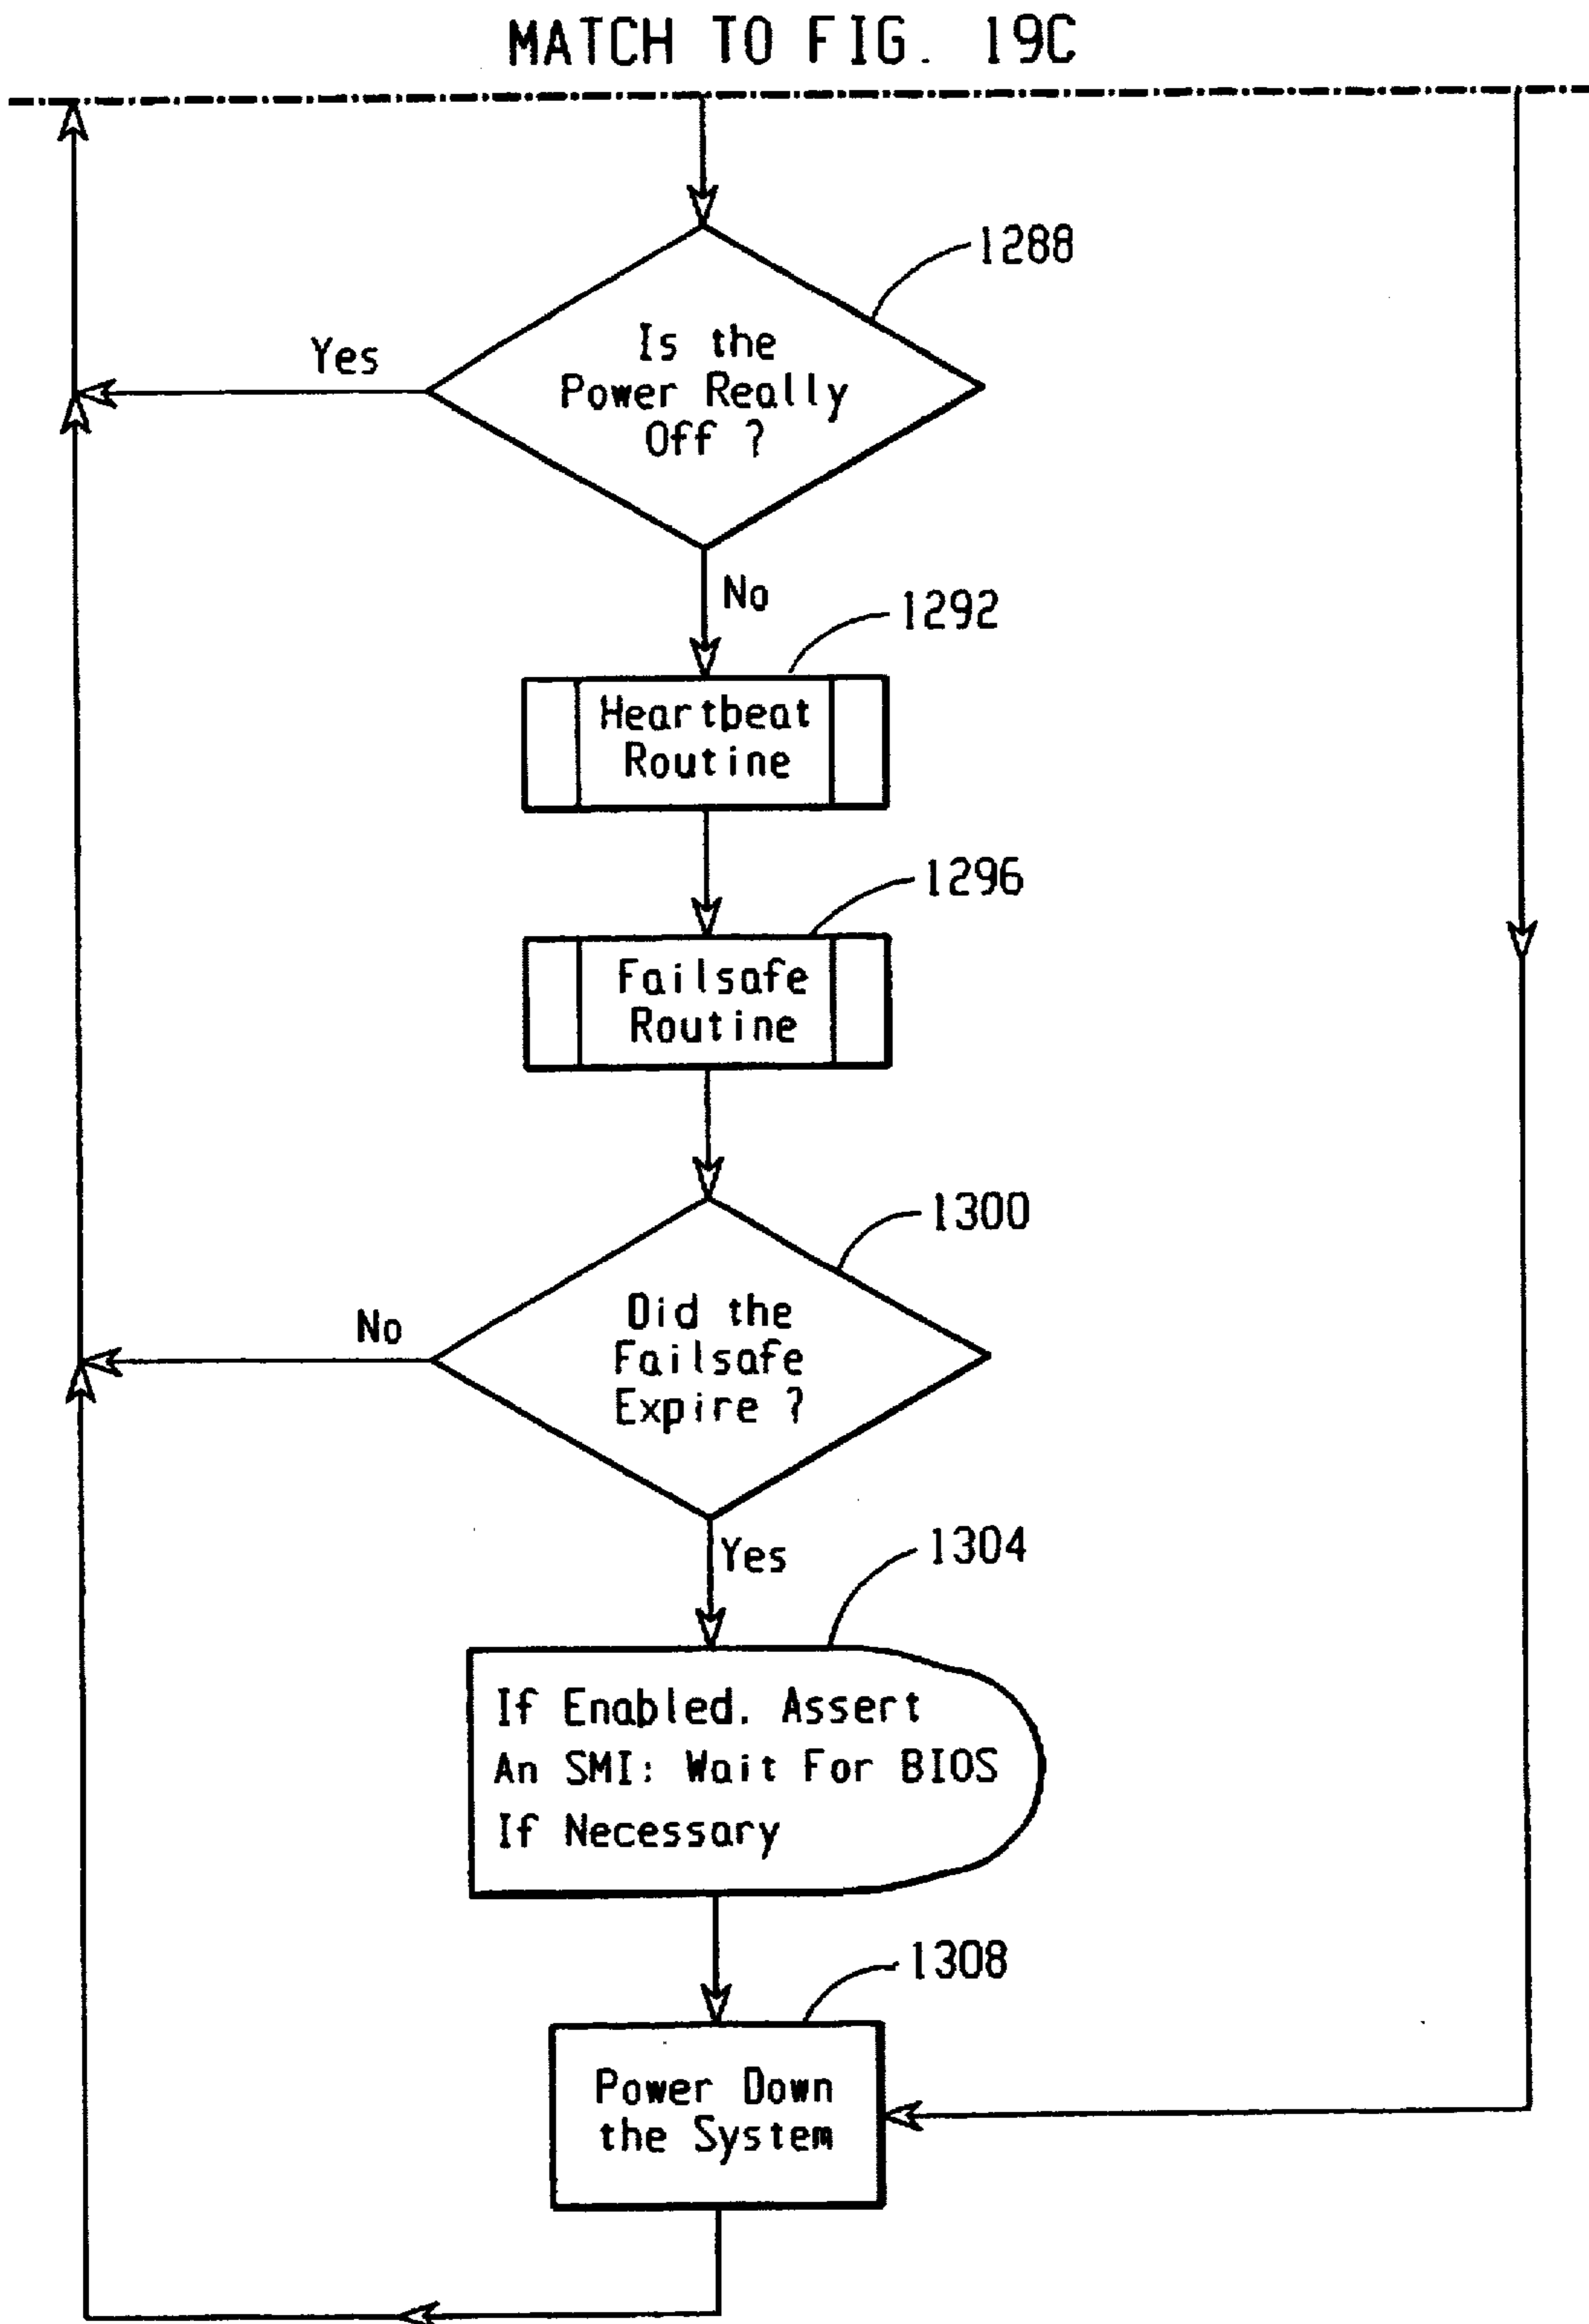 MATCH TO FIG. 19C
1288
Is the
Power Really
Off ?
Yes
No
1292
Heartbeat
Routine
1296
Failsafe
Routine
1300
Did the
Failsafe
Expire ?
No
Yes
1304
If Enabled. Assert
An SMI; Wait For BIOS
If Necessary
1308
Power Down
the System